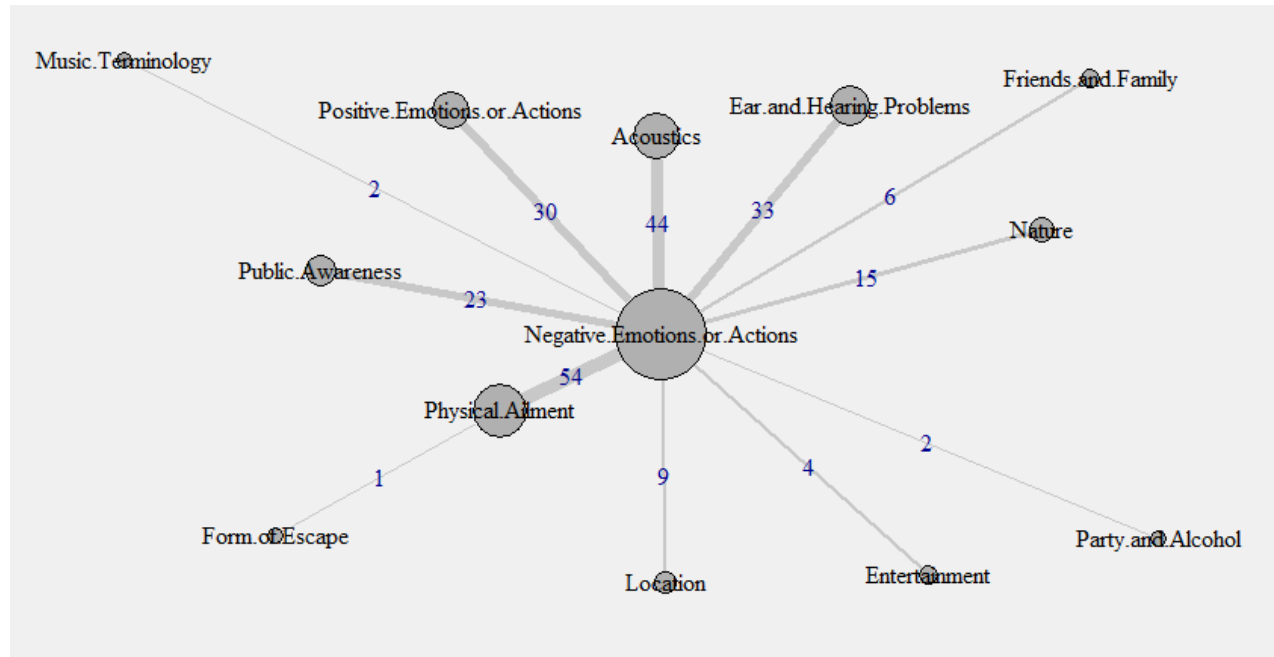 Music.Terminology
Friends.and.Family
Positive.Emotions.or.Actions
Ear.and.Hearing.Problems
Acoustics
2
30
44
33
6
Nature
Public.Awareness
15
23
Negative.Emotions.or.Actions
54
Physical.Ailment
2
1
9
4
Form.of.Escape
Party.and.Alcohol
Location
Entertainment